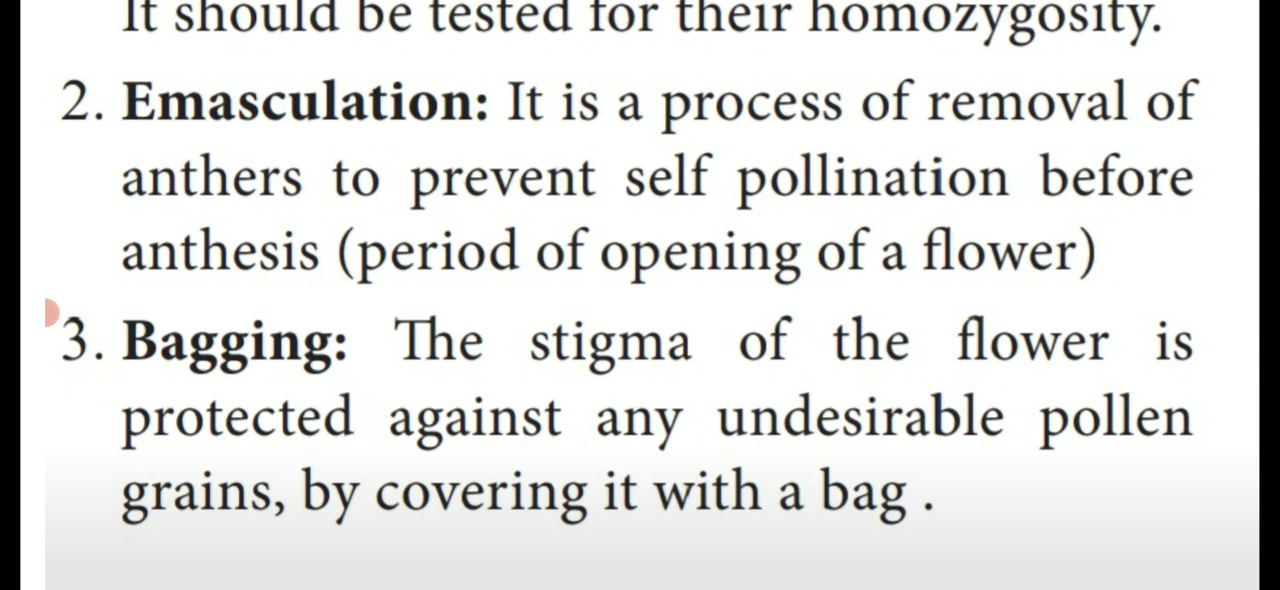 It should be tested for their homozygosity.
2. Emasculation: It is a process of removal of
anthers to prevent self pollination before
anthesis (period of opening of a flower)
3. Bagging: The stigma of the flower is
protected against any undesirable pollen
grains, by covering it with a bag .